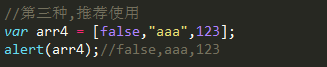 //第三种,推荐使用
var arr4 = [false,"aaa",123];
alert(arr4);//false,aaa,123